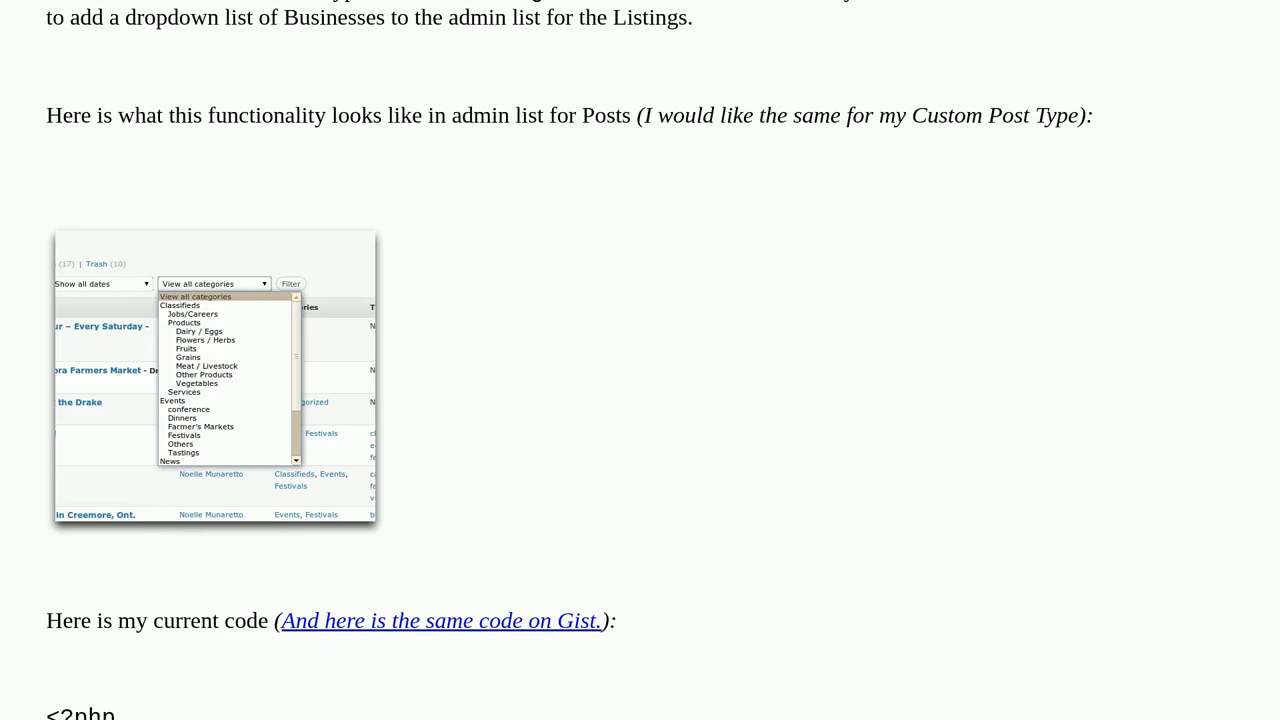 to add a dropdown list of Businesses to the admin list for the Listings.
Here is what this functionality looks like in admin list for Posts (I would like the same for my Custom Post Type):
(17) | Trash (10)
Show all dates View all categories Filter
View all categories
Classifieds
Jobs/Careers
Products
Dairy / Eggs
Flowers / Herbs
Fruits
Grains
Meat / Livestock
Other Products
Vegetables
Services
Events
conference
Dinners
Farmer's Markets
Festivals
Others
Tastings
News
ur – Every Saturday -
ora Farmers Market - Dr
the Drake
Festivals
Noelle Munaretto Classifieds, Events,
Festivals
in Creemore, Ont. Noelle Munaretto Events, Festivals
Here is my current code (And here is the same code on Gist.):
<?php